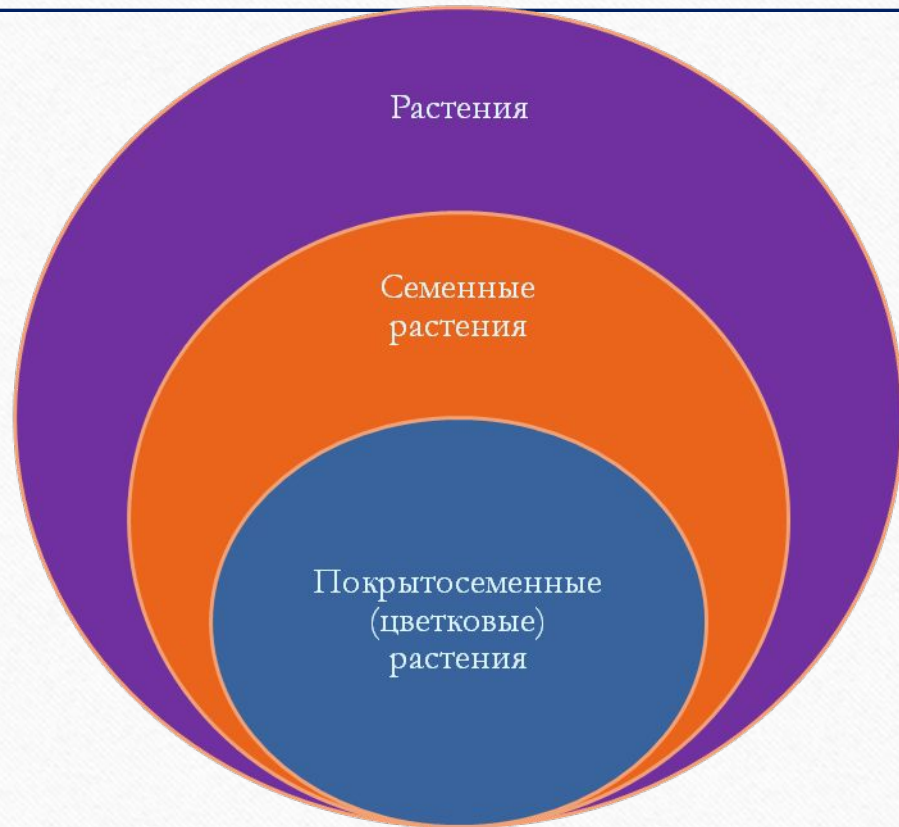 Растения
Семенные
растения
Покрытосеменные
(цветковые)
растения